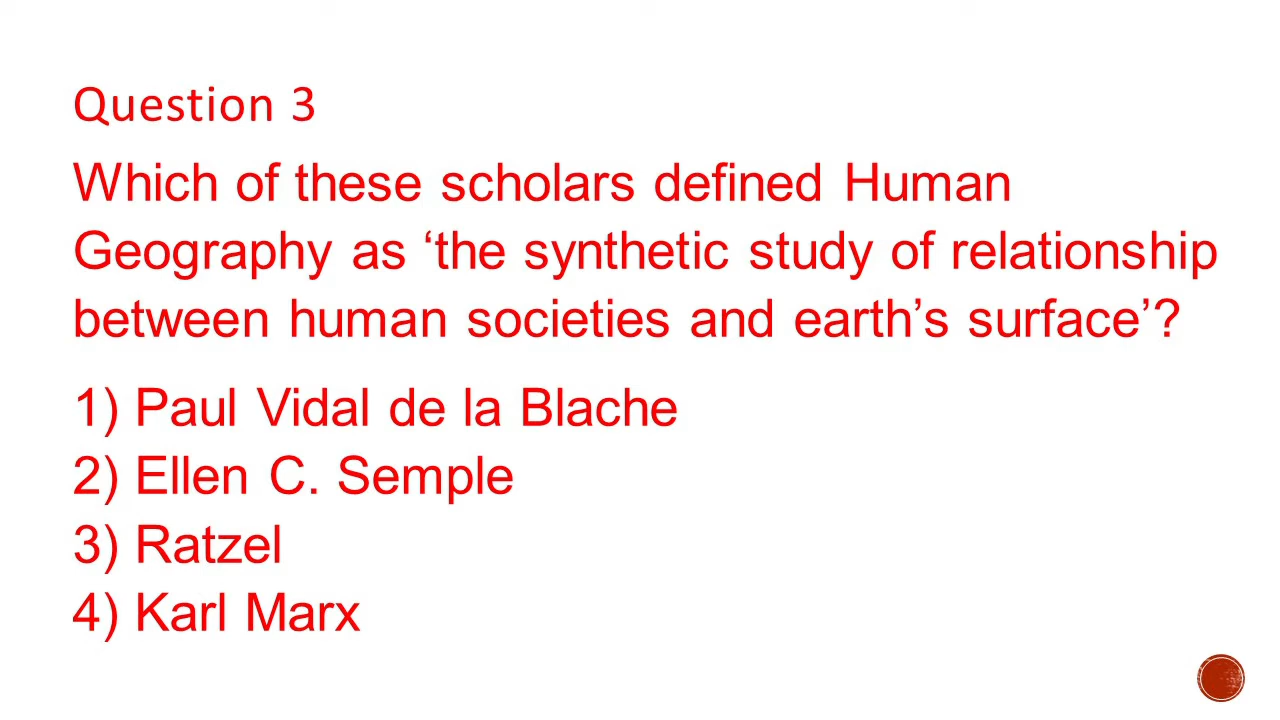 Question 3
Which of these scholars defined Human
Geography as ‘the synthetic study of relationship
between human societies and earth’s surface’?
1) Paul Vidal de la Blache
2) Ellen C. Semple
3) Ratzel
4) Karl Marx